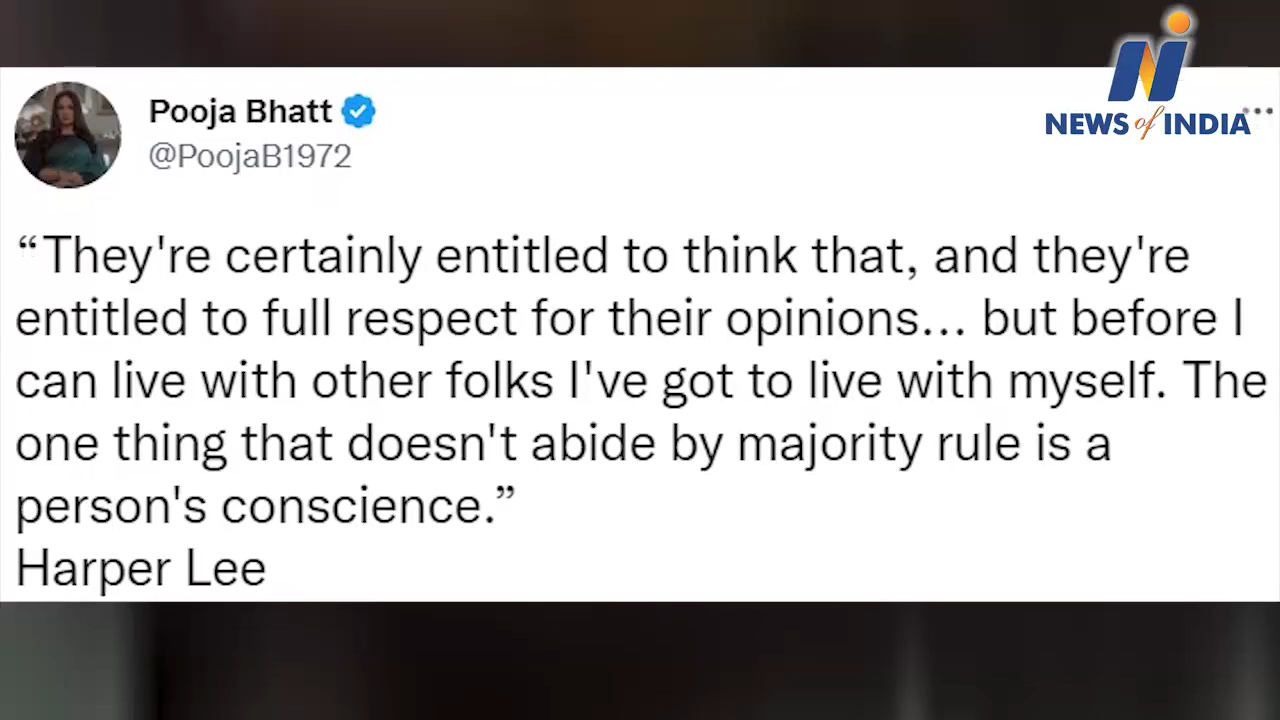 Pooja Bhatt
@PoojaB1972
NEWS of INDIA
“They're certainly entitled to think that, and they're
entitled to full respect for their opinions... but before I
can live with other folks I've got to live with myself. The
one thing that doesn't abide by majority rule is a
person's conscience.”
Harper Lee